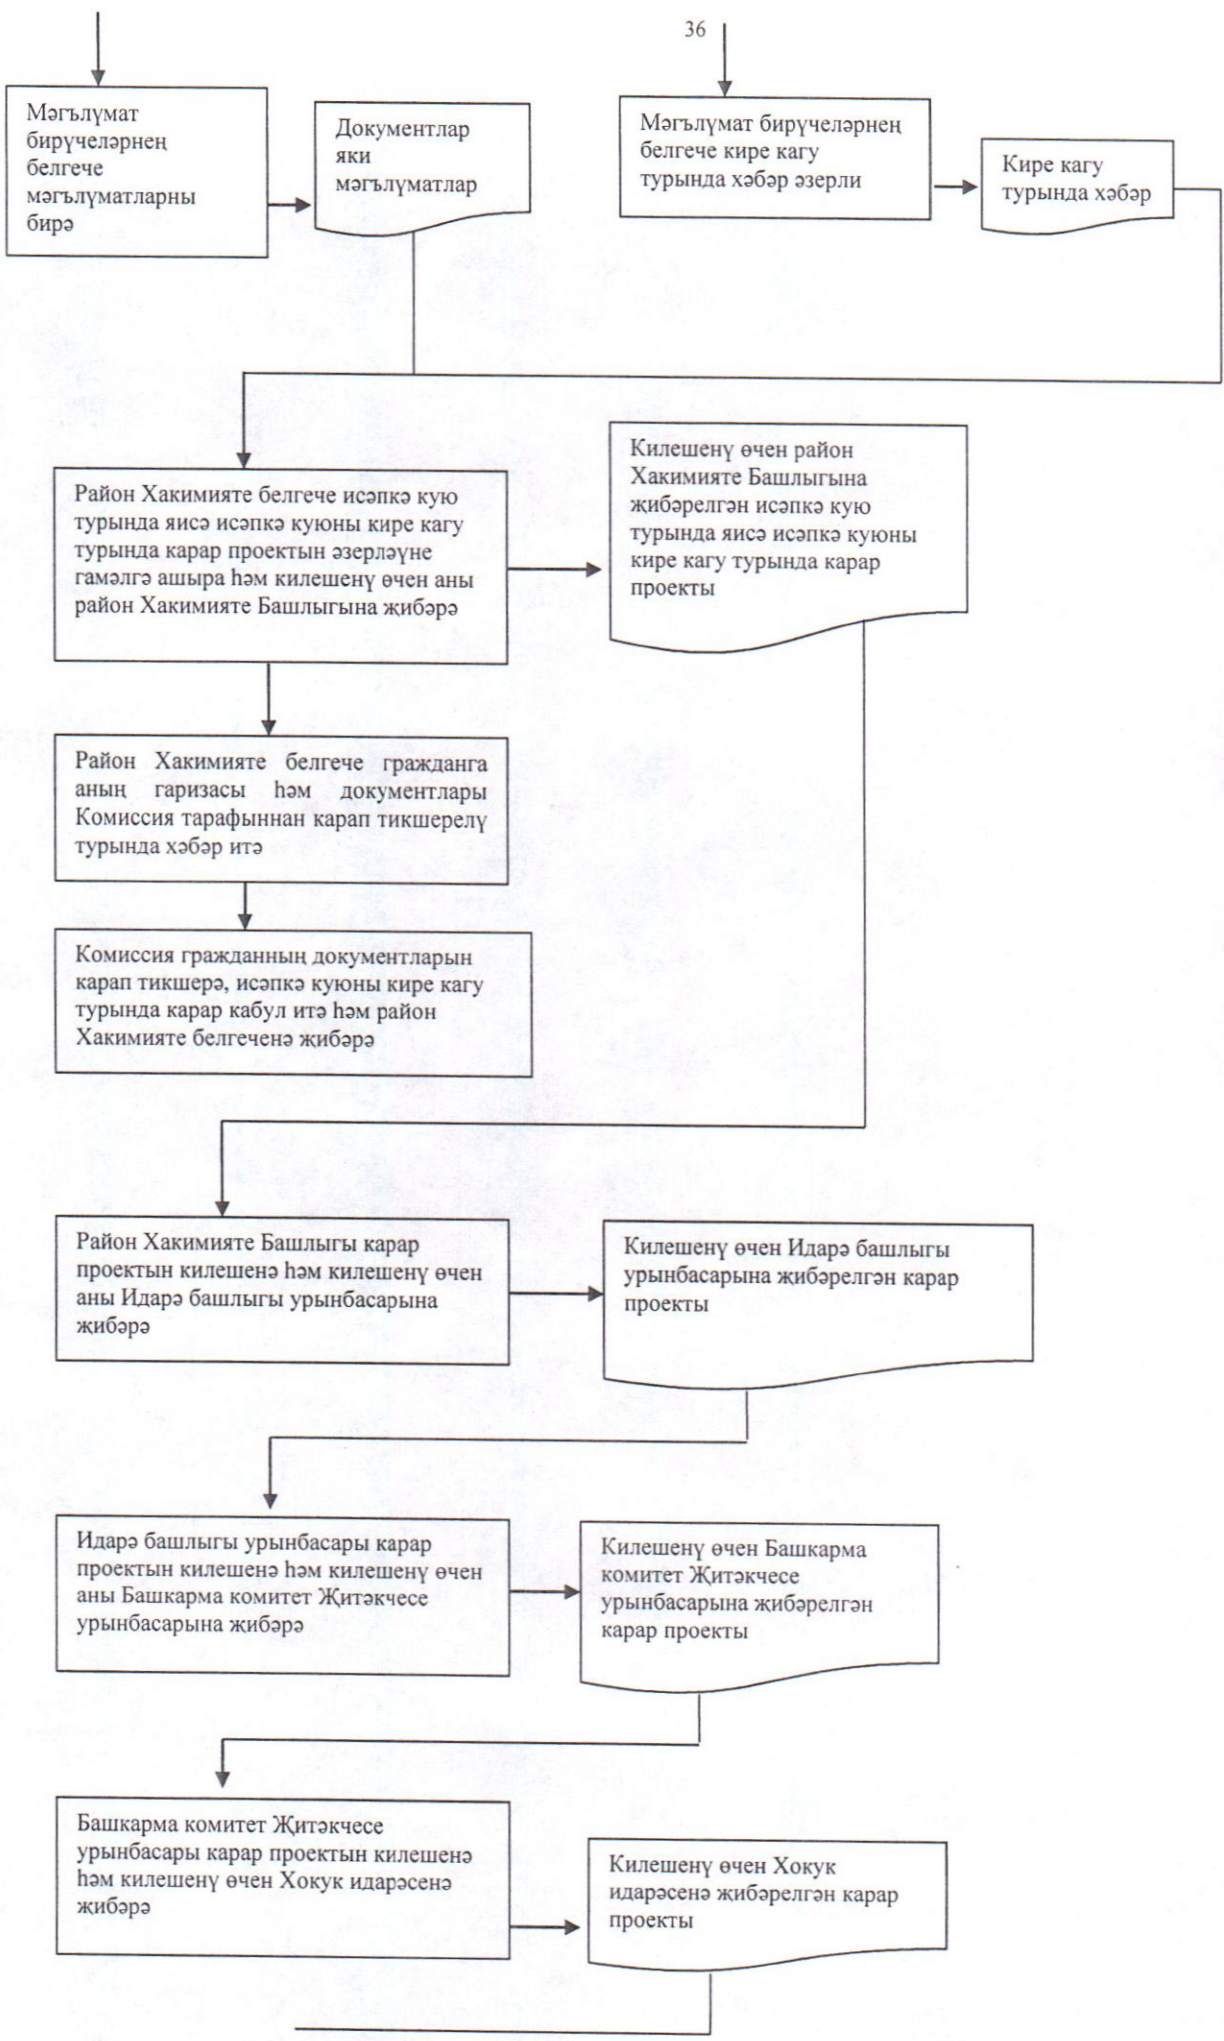 36
Мәгълүмат
бирүчеләрнең
белгече
мәгълүматларны
бирә
Документлар
яки
мәгълүматлар
Мәгълүмат бирүчеләрнең
белгече кире кагу
турында хәбәр әзерли
Кире кагу
турында хәбәр
Район Хакимияте белгече исәпкә кую
турында яисә исәпкә куюны кире кагу
турында карар проектын әзерләүне
гамәлгә ашыра һәм килешенү өчен аны
район Хакимияте Башлыгына җибәрә
Килешенү өчен район
Хакимияте Башлыгына
җибәрелгән исәпкә кую
турында яисә исәпкә куюны
кире кагу турында карар
проекты
Район Хакимияте белгече гражданга
аның гаризасы һәм документлары
Комиссия тарафыннан карап тикшерелү
турында хәбәр итә
Комиссия гражданның документларын
карап тикшерә, исәпкә куюны кире кагу
турында карар кабул итә һәм район
Хакимияте белгеченә җибәрә
Район Хакимияте Башлыгы карар
проектын килешенә һәм килешенү өчен
аны Идарә башлыгы урынбасарына
җибәрә
Килешенү өчен Идарә башлыгы
урынбасарына җибәрелгән карар
проекты
Идарә башлыгы урынбасары карар
проектын килешенә һәм килешенү өчен
аны Башкарма комитет Җитәкчесе
урынбасарына җибәрә
Килешенү өчен Башкарма
комитет Җитәкчесе
урынбасарына җибәрелгән
карар проекты
Башкарма комитет Җитәкчесе
урынбасары карар проектын килешенә
һәм килешенү өчен Хокук идарәсенә
җибәрә
Килешенү өчен Хокук
идарәсенә җибәрелгән карар
проекты